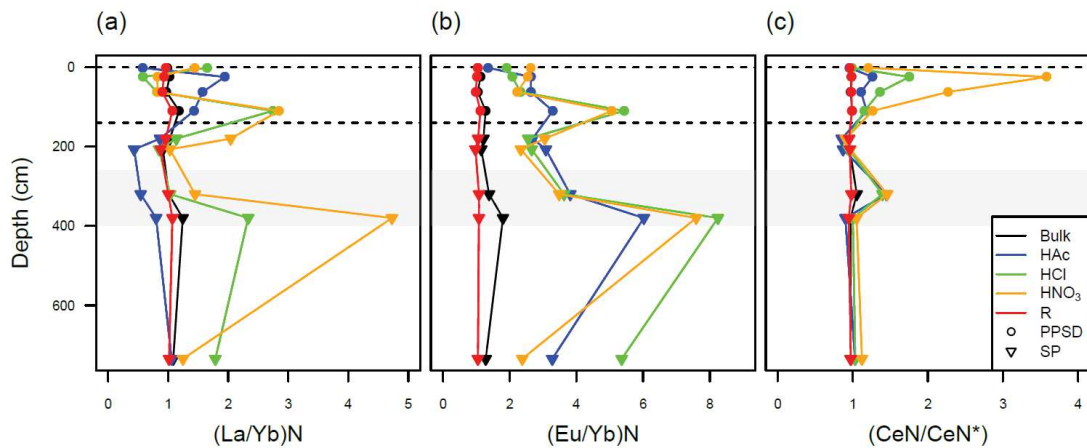 (a)
(b)
(c)
0
200
400
600
Depth (cm)
0 1 2 3 4 5
0 2 4 6 8
0 1 2 3 4
(La/Yb)N
(Eu/Yb)N
(CeN/CeN*)
Bulk
HAc
HCl
HNO₃
R
PPSD
SP